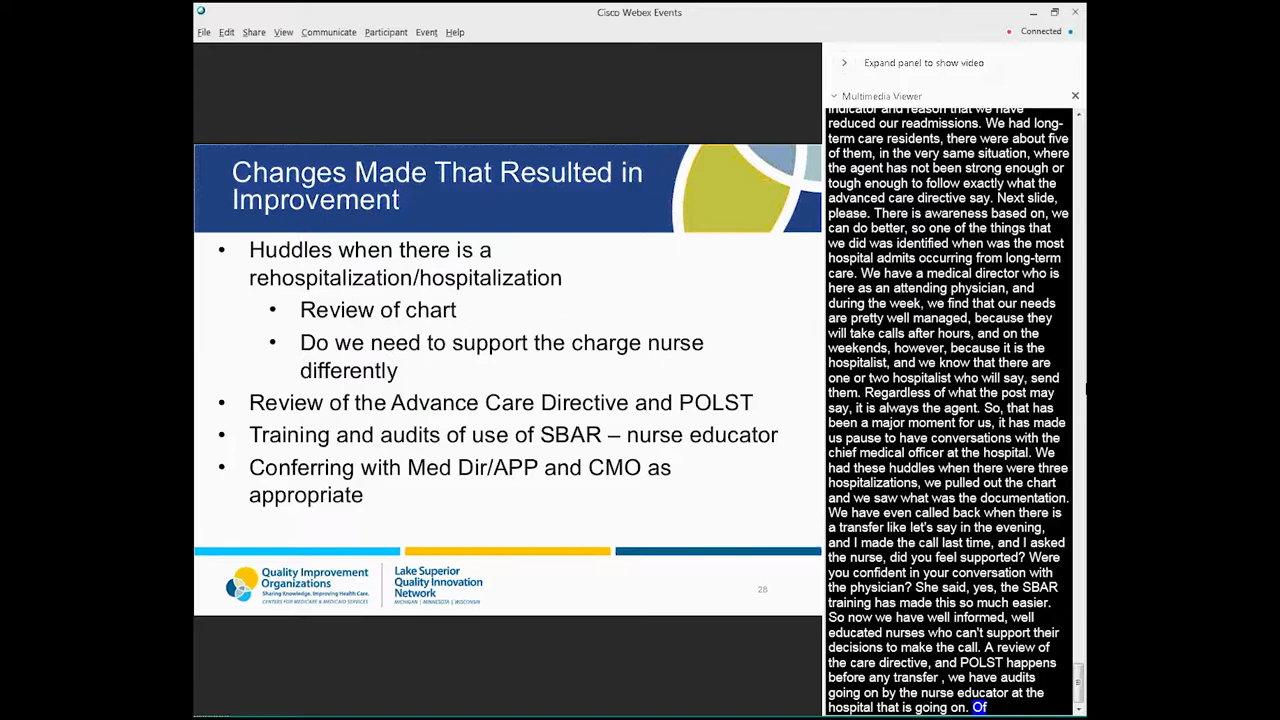 Cisco Webex Events
File Edit Share View Communicate Participant Event Help
Connected
Changes Made That Resulted in
Improvement
• Huddles when there is a
rehospitalization/hospitalization
• Review of chart
• Do we need to support the charge nurse
differently
• Review of the Advance Care Directive and POLST
• Training and audits of use of SBAR – nurse educator
• Conferring with Med Dir/APP and CMO as
appropriate
Quality Improvement
Organizations
Sharing Knowledge. Improving Health Care.
CENTERS FOR MEDICARE & MEDICAID SERVICES
Lake Superior
Quality Innovation
Network
MICHIGAN | MINNESOTA | WISCONSIN
28
Expand panel to show video
Multimedia Viewer
indicator and reason that we have
reduced our readmissions. We had long-
term care residents, there were about five
of them, in the very same situation, where
the agent has not been strong enough or
tough enough to follow exactly what the
advanced care directive say. Next slide,
please. There is awareness based on, we
can do better, so one of the things that
we did was identified when was the most
hospital admits occurring from long-term
care. We have a medical director who is
here as an attending physician, and
during the week, we find that our needs
are pretty well managed, because they
will take calls after hours, and on the
weekends, however, because it is the
hospitalist, and we know that there are
one or two hospitalist who will say, send
them. Regardless of what the post may
say, it is always the agent. So, that has
been a major moment for us, it has made
us pause to have conversations with the
chief medical officer at the hospital. We
had these huddles when there were three
hospitalizations, we pulled out the chart
and we saw what was the documentation.
We have even called back when there is
a transfer like let's say in the evening,
and I made the call last time, and I asked
the nurse, did you feel supported? Were
you confident in your conversation with
the physician? She said, yes, the SBAR
training has made this so much easier.
So now we have well informed, well
educated nurses who can't support their
decisions to make the call. A review of
the care directive, and POLST happens
before any transfer , we have audits
going on by the nurse educator at the
hospital that is going on. Of